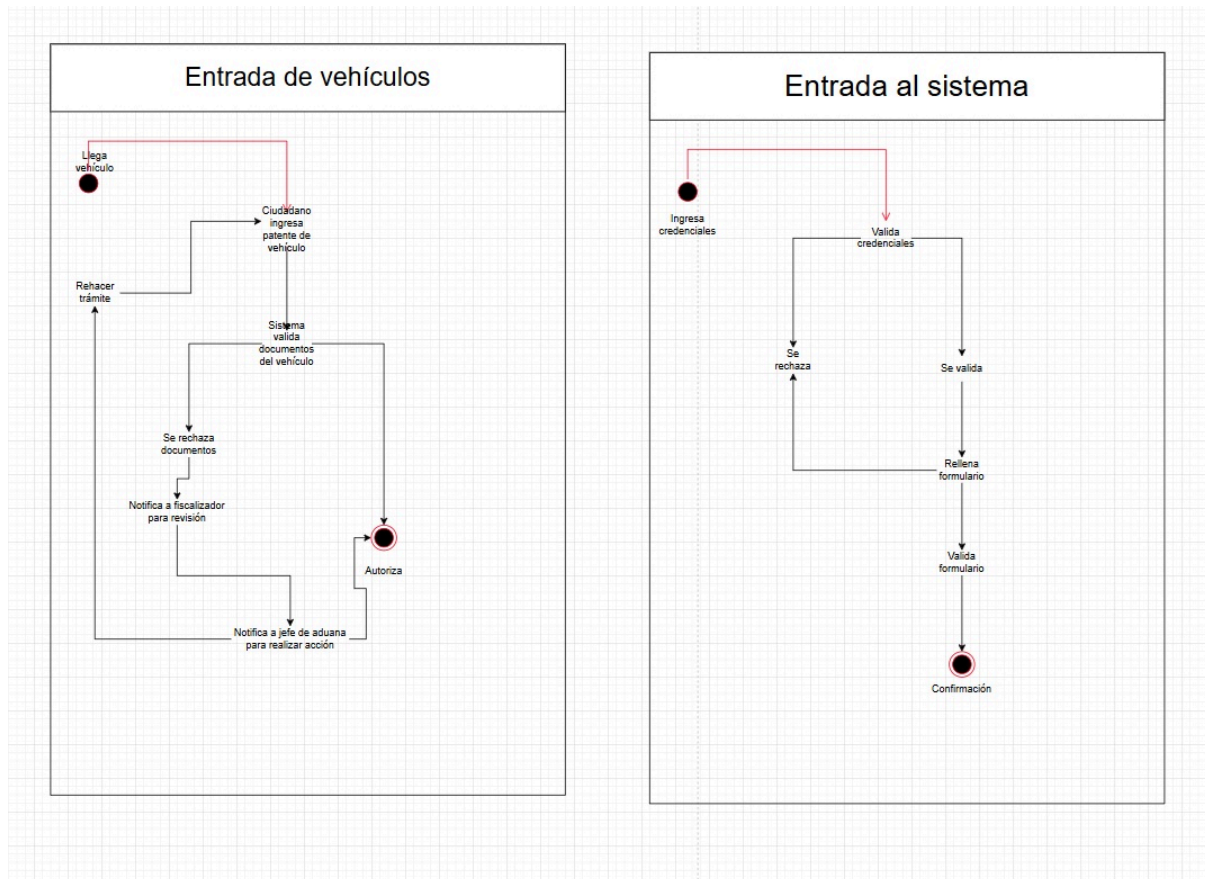 Entrada de vehículos
Llega
vehículo
Ciudadano
ingresa
patente de
vehículo
Rehacer
trámite
Sistema
valida
documentos
del vehículo
Se rechaza
documentos
Notifica a fiscalizador
para revisión
Autoriza
Notifica a jefe de aduana
para realizar acción
Entrada al sistema
Ingresa
credenciales
Valida
credenciales
Se
rechaza
Se valida
Rellena
formulario
Valida
formulario
Confirmación